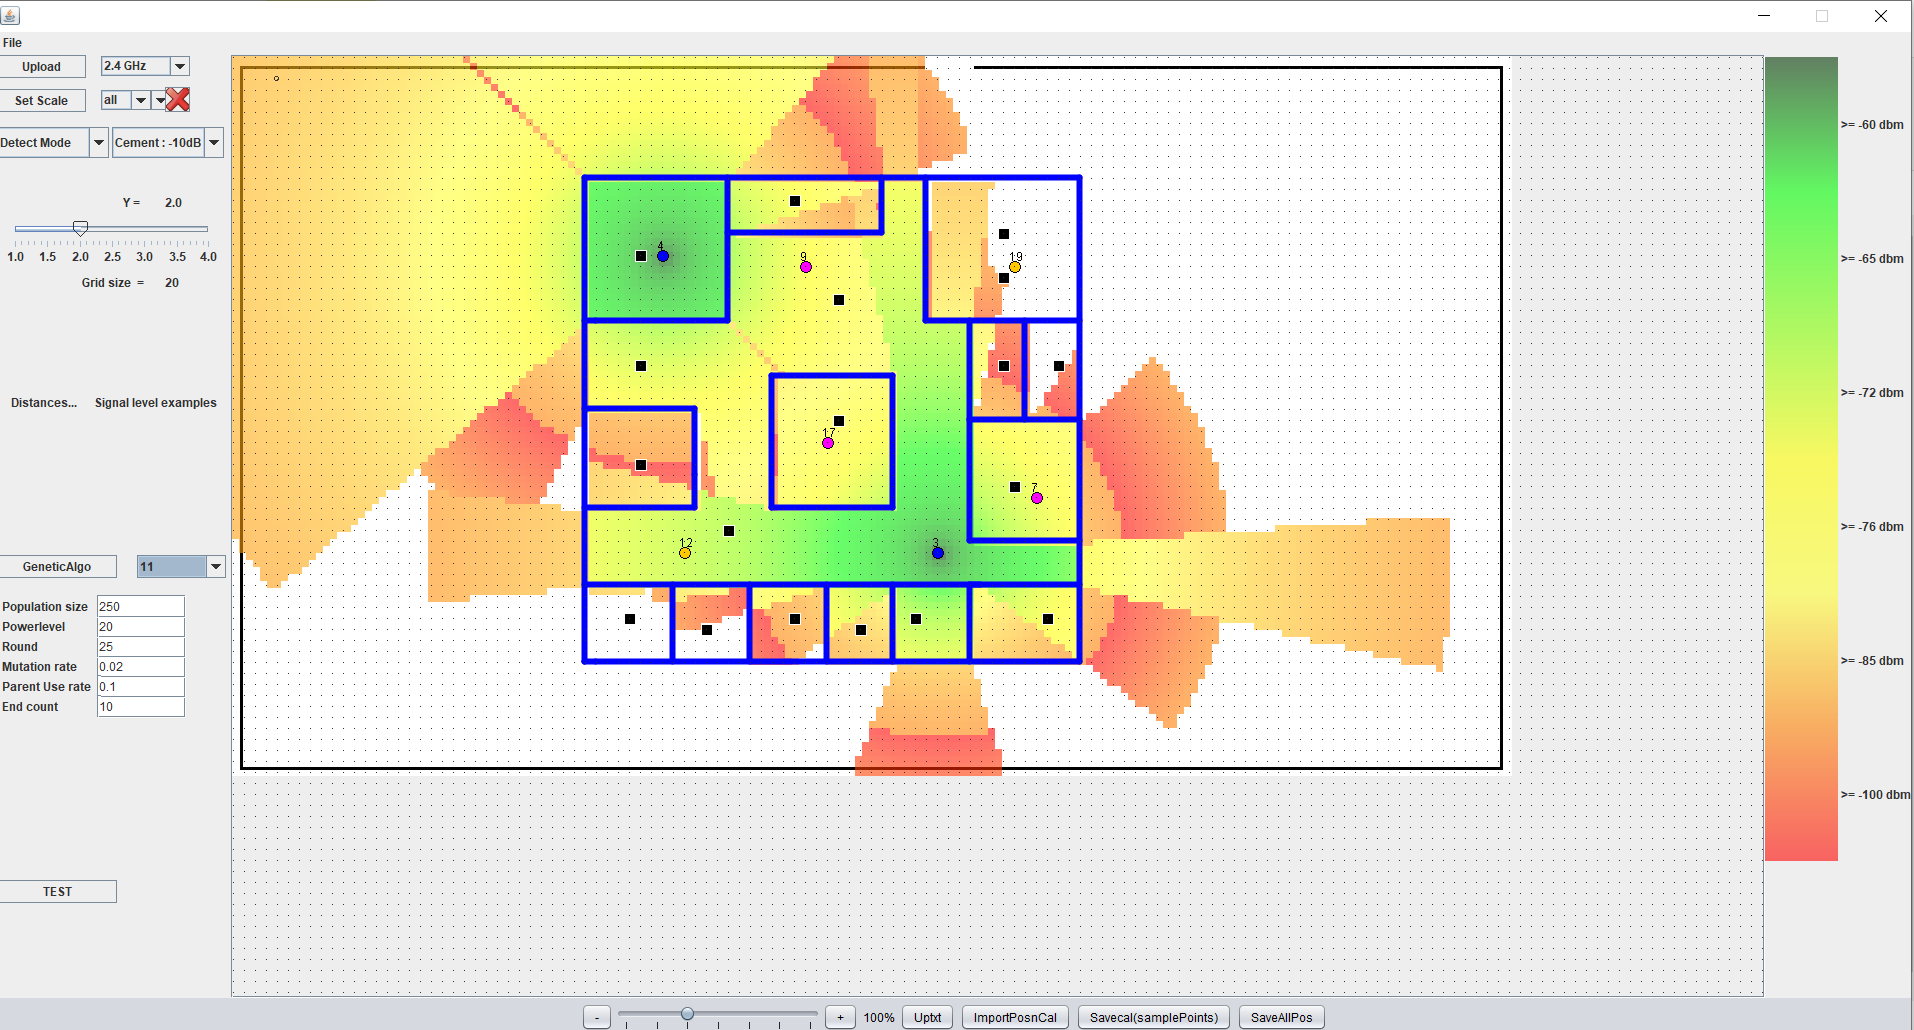 File
Upload
2.4 GHz
Set Scale
all
Detect Mode
Cement : -10dB
Y = 2.0
1.0 1.5 2.0 2.5 3.0 3.5 4.0
Grid size = 20
Distances... Signal level examples
GeneticAlgo
11
Population size 250
Powerlevel 20
Round 25
Mutation rate 0.02
Parent Use rate 0.1
End count 10
TEST
4
9
19
17
7
12
3
>= -60 dbm
>= -65 dbm
>= -72 dbm
>= -76 dbm
>= -85 dbm
>= -100 dbm
- + 100% Uptxt ImportPosnCal Savecal(samplePoints) SaveAllPos